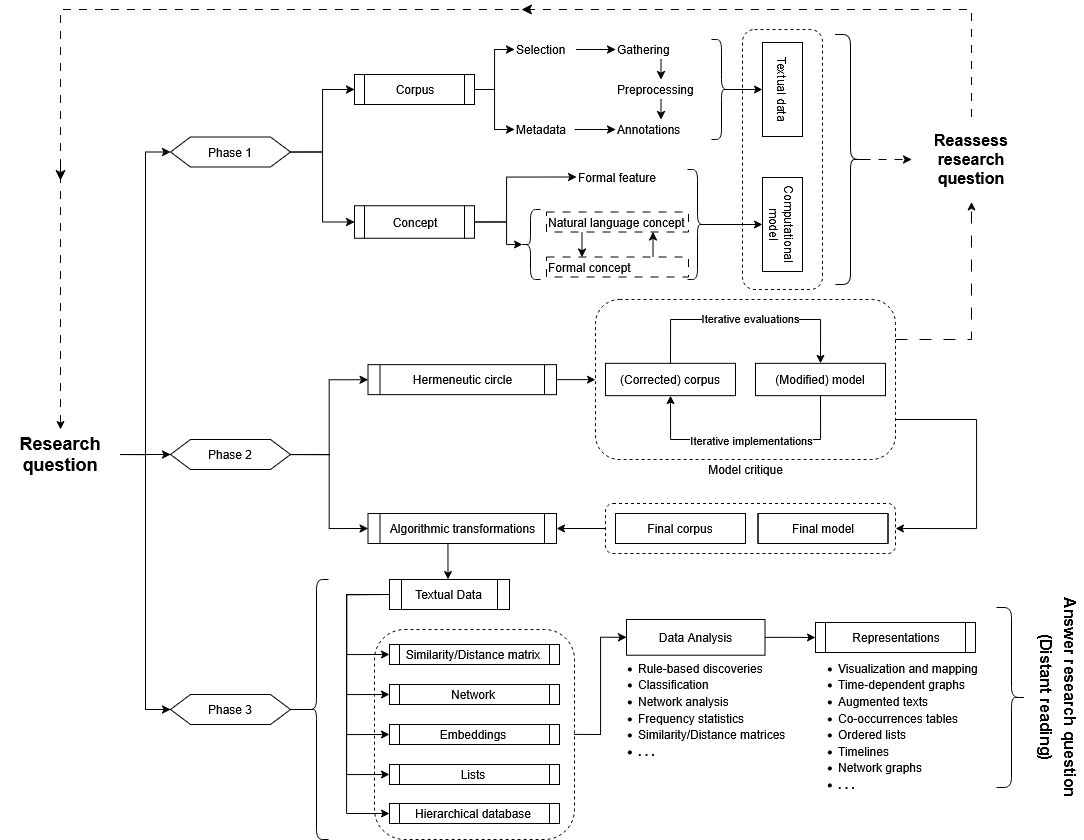 Selection
Gathering
Corpus
Preprocessing
Metadata
Annotations
Textual data
Phase 1
Reassess
research
question
Formal feature
Concept
Natural language concept
Formal concept
Computational
model
Iterative evaluations
Hermeneutic circle
(Corrected) corpus
(Modified) model
Iterative implementations
Model critique
Research
question
Phase 2
Algorithmic transformations
Final corpus
Final model
Textual Data
Phase 3
Similarity/Distance matrix
Network
Embeddings
Lists
Hierarchical database
Data Analysis
• Rule-based discoveries
• Classification
• Network analysis
• Frequency statistics
• Similarity/Distance matrices
• . . .
Representations
• Visualization and mapping
• Time-dependent graphs
• Augmented texts
• Co-occurrences tables
• Ordered lists
• Timelines
• Network graphs
• . . .
Answer research question
(Distant reading)